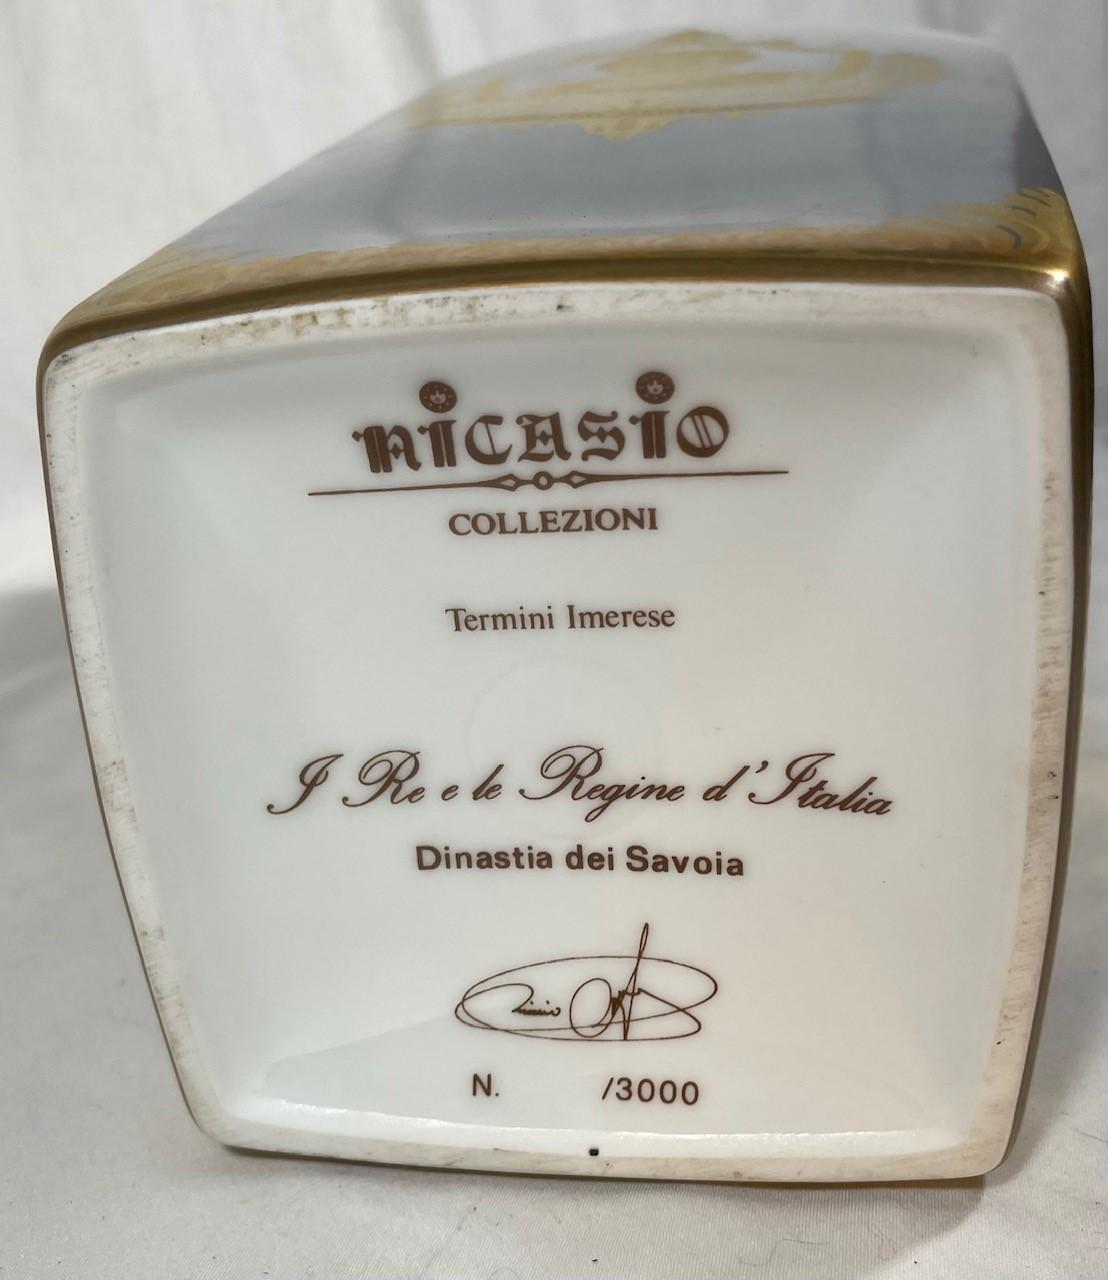 NICASIO
COLLEZIONI
Termini Imerese
I Re e le Regine d'Italia
Dinastia dei Savoia
N. /3000